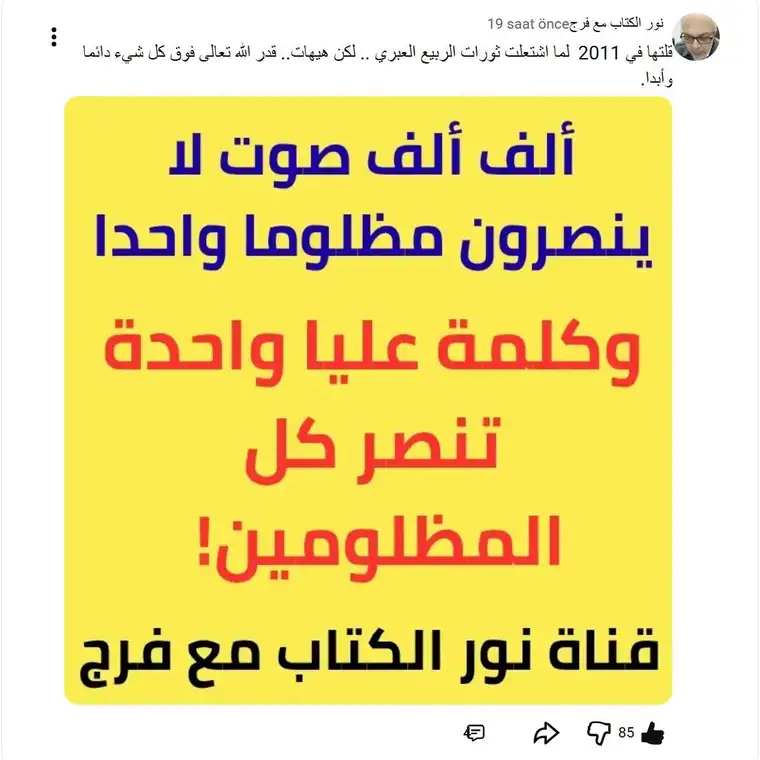 نور الكتاب مع فرج 19 saat önce
قلتها في 2011 لما اشتعلت ثورات الربيع العبري .. لكن هيهات.. قدر الله تعالى فوق كل شيء دائما
وأبدا.
ألف ألف صوت لا
ينصرون مظلوما واحدا
وكلمة عليا واحدة
تنصر كل
المظلومين!
قناة نور الكتاب مع فرج
85
4